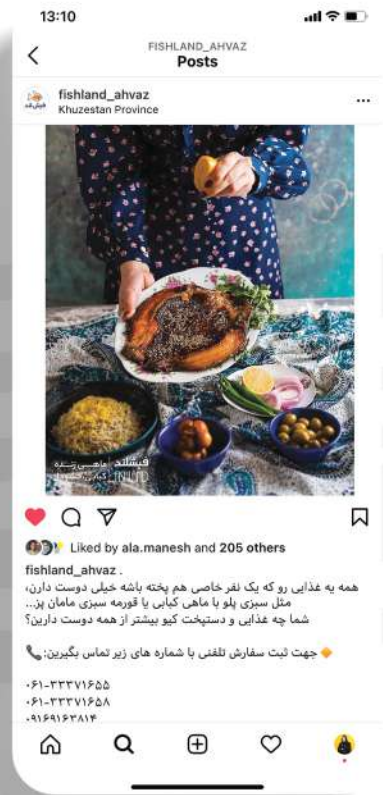 13:10
FISHLAND_AHVAZ
Posts
fishland_ahvaz
Khuzestan Province
فیشلند
Liked by ala.manesh and 205 others
fishland_ahvaz .
همه یه غذایی رو که یک نفر خاصی هم پخته باشه خیلی دوست دارن،
مثل سبزی پلو با ماهی کبابی یا قورمه سبزی مامان پز...
شما چه غذایی و دستپخت کیو بیشتر از همه دوست دارین؟
🔸 جهت ثبت سفارش تلفنی با شماره های زیر تماس بگیرین: 📞
۰۶۱-۳۳۳۷۱۶۵۵
۰۶۱-۳۳۳۷۱۶۵۸
۰۹۱۶۹۱۶۳۸۱۴